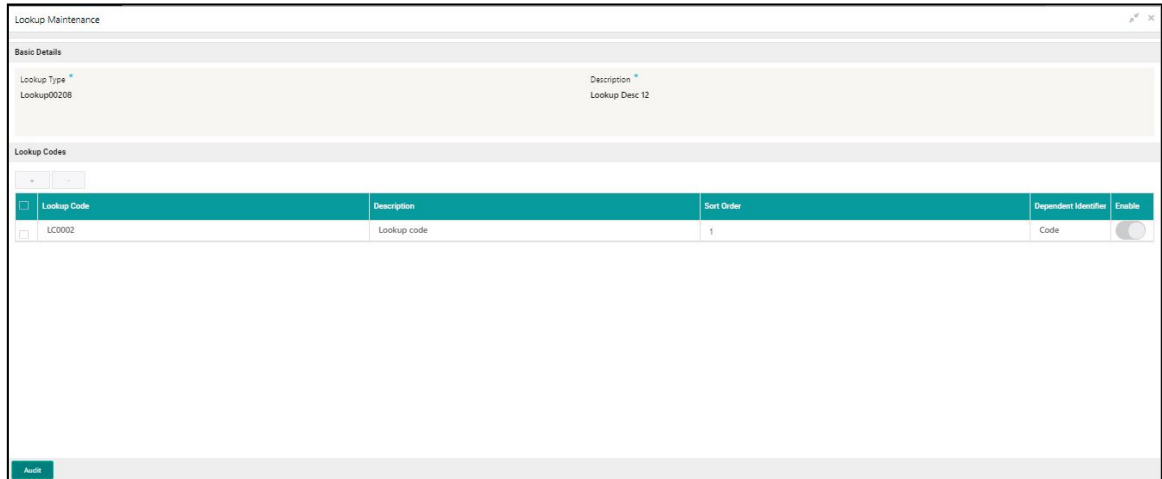 Lookup Maintenance
Basic Details
Lookup Type * Description *
Lookup00208 Lookup Desc 12
Lookup Codes
+ -
Lookup Code Description Sort Order Dependent Identifier Enable
LC0002 Lookup code 1 Code
Audit